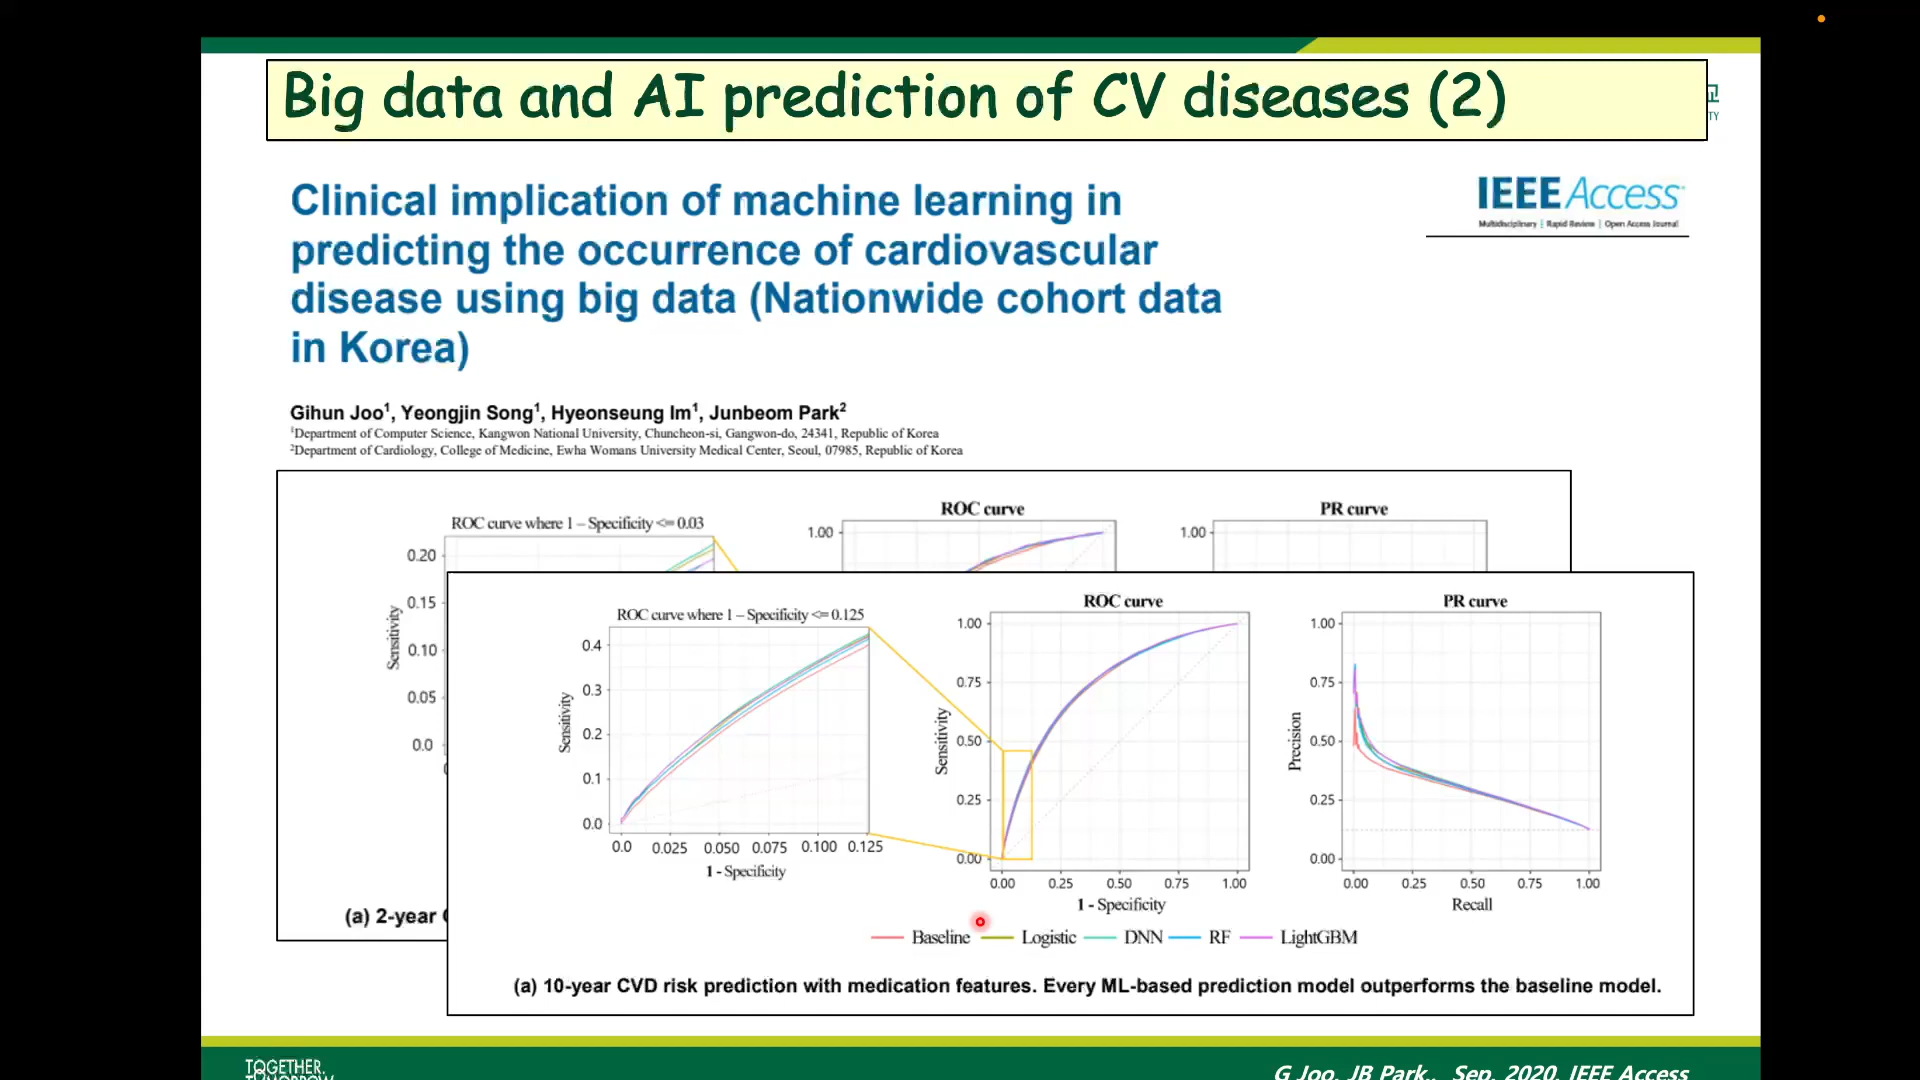 Big data and AI prediction of CV diseases (2)
TY
Clinical implication of machine learning in
predicting the occurrence of cardiovascular
disease using big data (Nationwide cohort data
in Korea)
IEEE Access
Multidisciplinary | Rapid Review | Open Access Journal
Gihun Joo¹, Yeongjin Song¹, Hyeonseung Im¹, Junbeom Park²
¹Department of Computer Science, Kangwon National University, Chuncheon-si, Gangwon-do, 24341, Republic of Korea
²Department of Cardiology, College of Medicine, Ewha Womans University Medical Center, Seoul, 07985, Republic of Korea
ROC curve where 1 – Specificity <= 0.03
0.20
0.15
0.10
0.05
0.0
Sensitivity
ROC curve
1.00
PR curve
1.00
(a) 2-year
ROC curve where 1 – Specificity <= 0.125
0.4
0.3
0.2
0.1
0.0
Sensitivity
0.0 0.025 0.050 0.075 0.100 0.125
1 - Specificity
ROC curve
1.00
0.75
0.50
0.25
0.00
Sensitivity
0.00 0.25 0.50 0.75 1.00
1 - Specificity
PR curve
1.00
0.75
0.50
0.25
0.00
Precision
0.00 0.25 0.50 0.75 1.00
Recall
Baseline Logistic DNN RF LightGBM
(a) 10-year CVD risk prediction with medication features. Every ML-based prediction model outperforms the baseline model.
TOGETHER,
TOMORROW
G Joo, JB Park,. Sep, 2020, IEEE Access